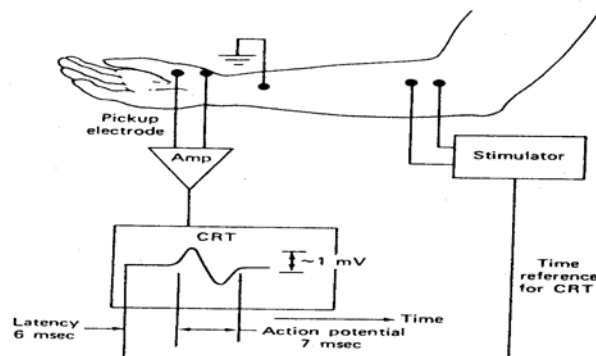 Pickup
electrode
Amp
Stimulator
CRT
~1 mV
Time
reference
for CRT
Time
Latency
6 msec
Action potential
7 msec